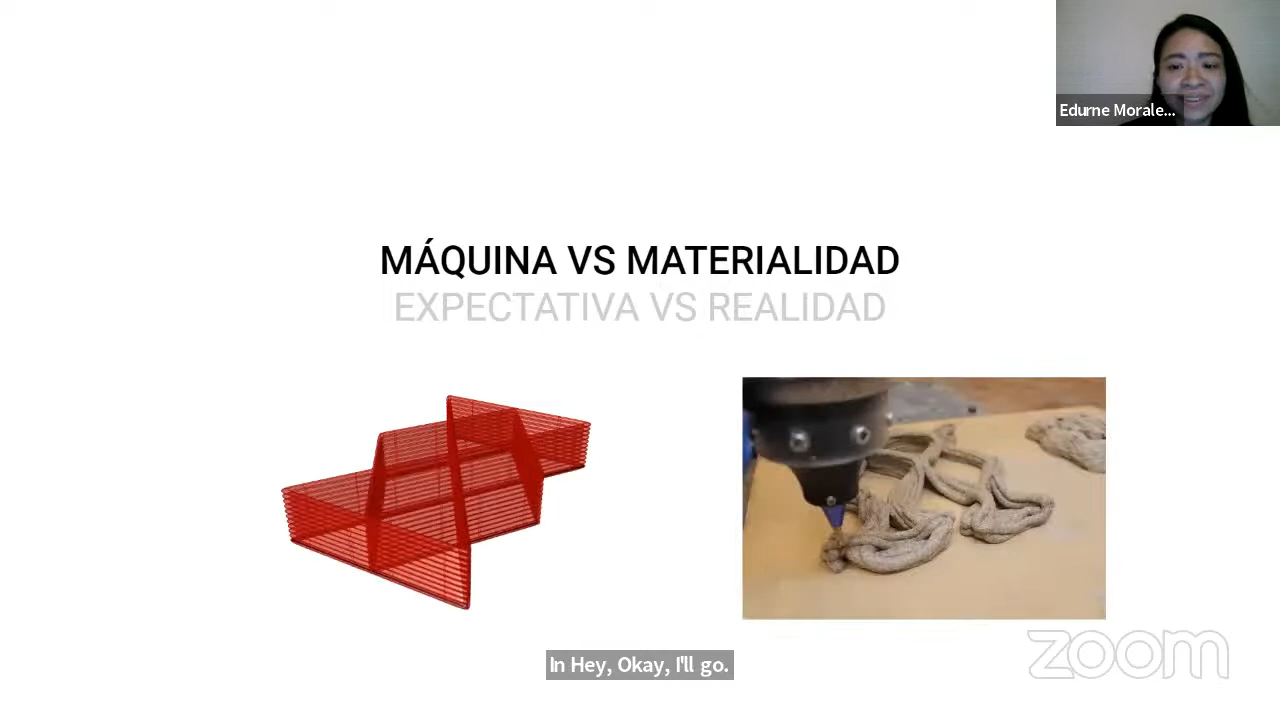 Edurne Morale...
MÁQUINA VS MATERIALIDAD
EXPECTATIVA VS REALIDAD
In Hey, Okay, I'll go.
zoom